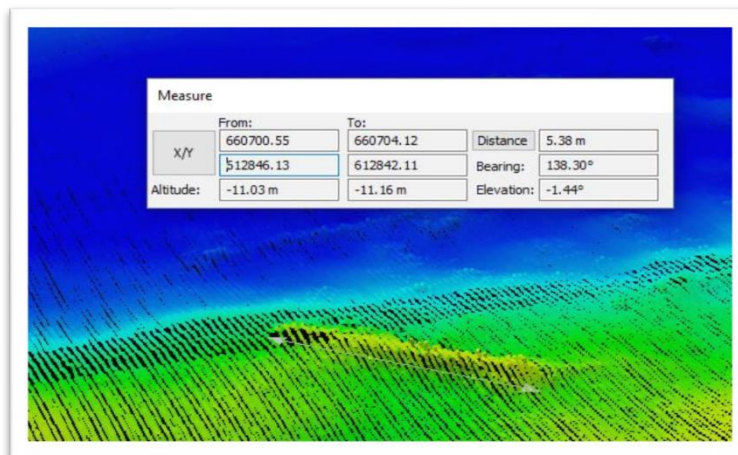 Measure
From: To:
X/Y 660700.55 660704.12 Distance 5.38 m
612846.13 612842.11 Bearing: 138.30°
Altitude: -11.03 m -11.16 m Elevation: -1.44°